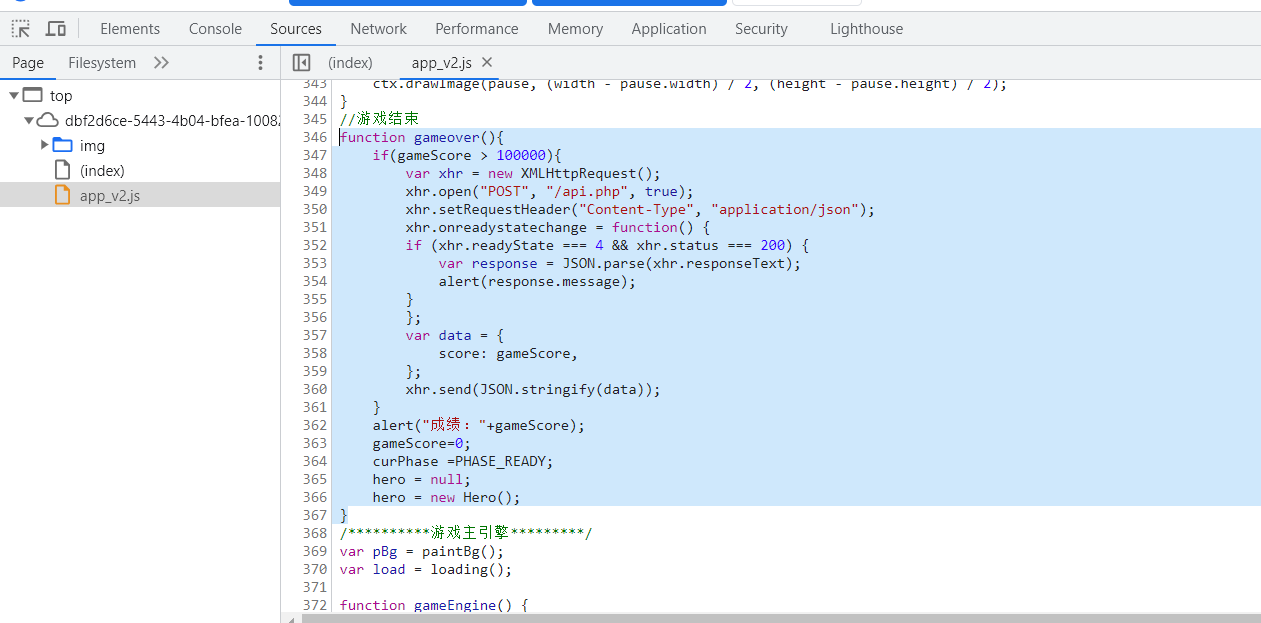 Elements Console Sources Network Performance Memory Application Security Lighthouse
Page Filesystem (index) app_v2.js
top
dbf2d6ce-5443-4b04-bfea-10082
img
(index)
app_v2.js
343 ctx.drawImage(pause, (width - pause.width) / 2, (height - pause.height) / 2);
344 }
345 //游戏结束
346 function gameover(){
347 if(gameScore > 100000){
348 var xhr = new XMLHttpRequest();
349 xhr.open("POST", "/api.php", true);
350 xhr.setRequestHeader("Content-Type", "application/json");
351 xhr.onreadystatechange = function() {
352 if (xhr.readyState === 4 && xhr.status === 200) {
353 var response = JSON.parse(xhr.responseText);
354 alert(response.message);
355 }
356 };
357 var data = {
358 score: gameScore,
359 };
360 xhr.send(JSON.stringify(data));
361 }
362 alert("成绩："+gameScore);
363 gameScore=0;
364 curPhase =PHASE_READY;
365 hero = null;
366 hero = new Hero();
367 }
368 /**********游戏主引擎*********/
369 var pBg = paintBg();
370 var load = loading();
371
372 function gameEngine() {